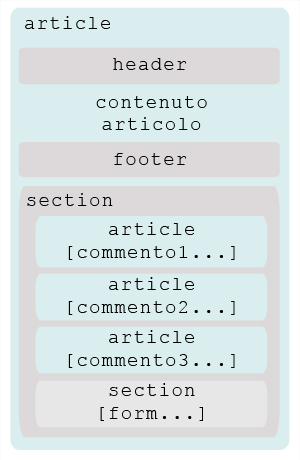 article
header
contenuto
articolo
footer
section
article
[commento1...]
article
[commento2...]
article
[commento3...]
section
[form...]